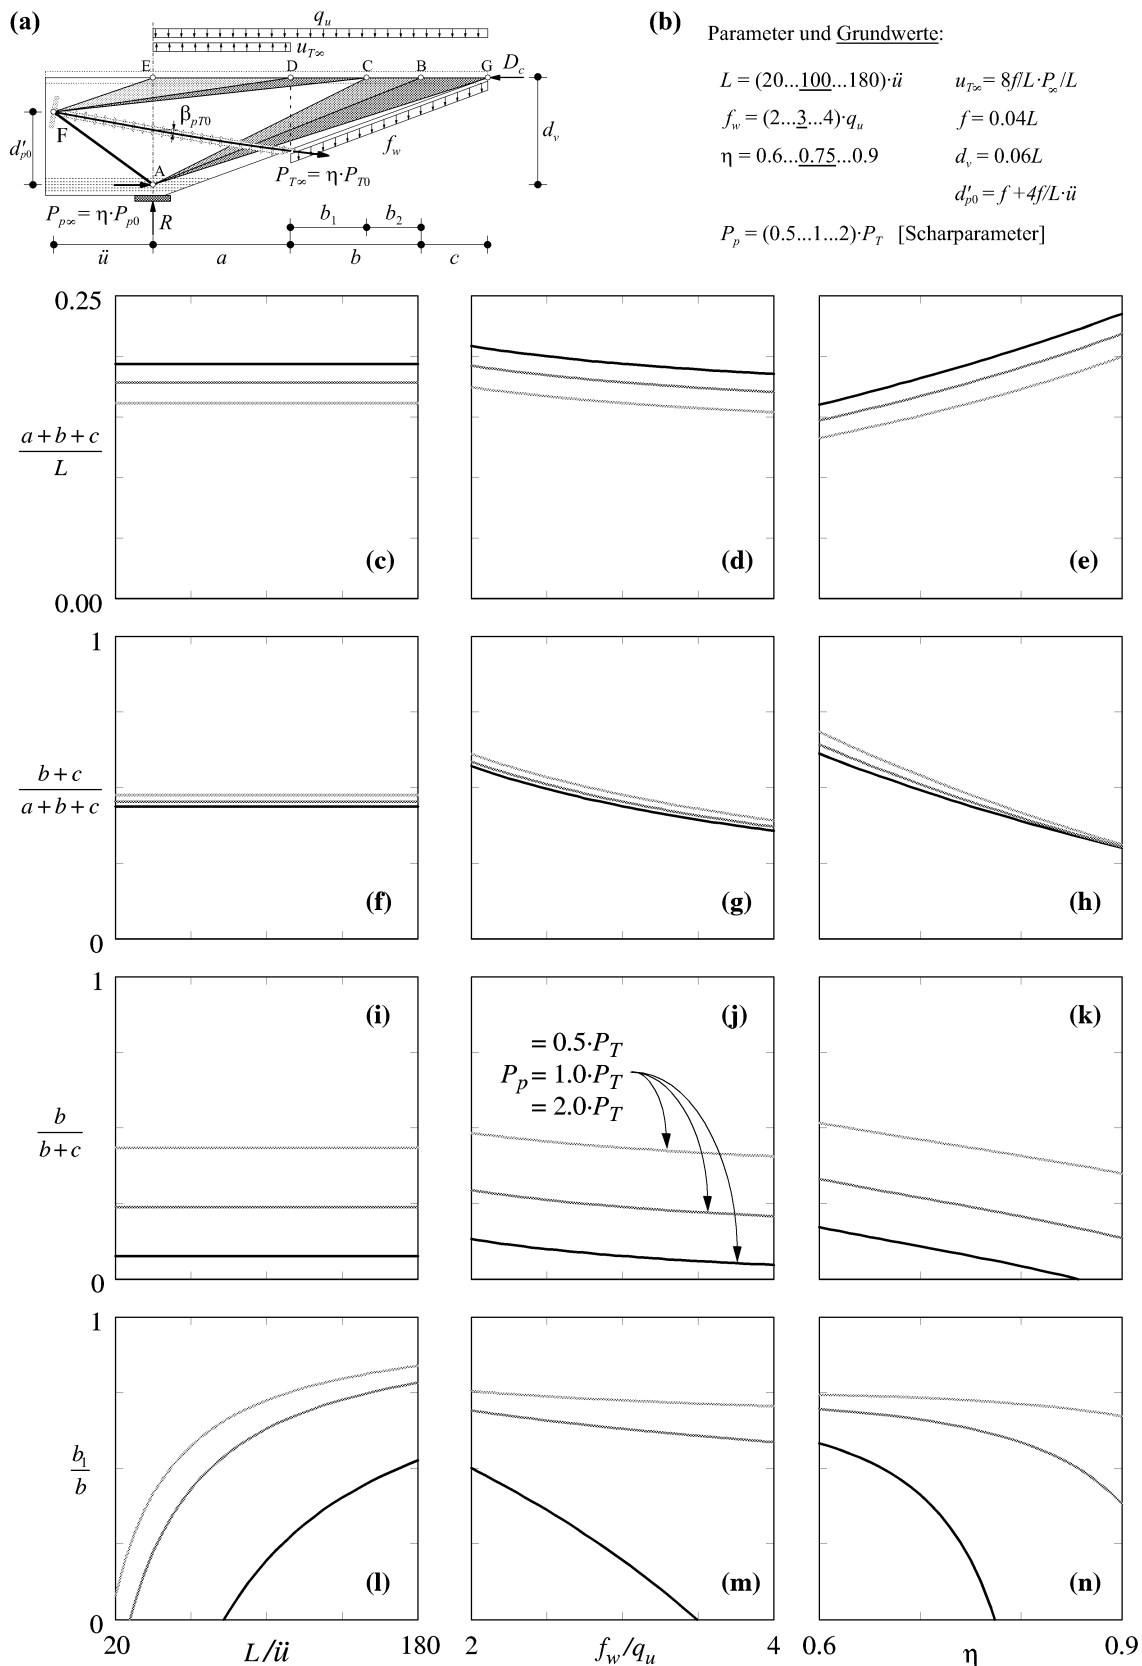 (a)
q_u
u_T∞
E
D
C
B
G
D_c
F
β_pT0
d'_p0
f_w
d_v
A
P_T∞ = η·P_T0
P_p∞ = η·P_p0
R
b_1
b_2
ü
a
b
c
(b)
Parameter und Grundwerte:
L = (20...100...180)·ü
u_T∞ = 8f/L·P_∞/L
f_w = (2...3...4)·q_u
f = 0.04L
η = 0.6...0.75...0.9
d_v = 0.06L
d'_p0 = f + 4f/L·ü
P_p = (0.5...1...2)·P_T [Scharparameter]
0.25
a+b+c
L
0.00
(c)
(d)
(e)
1
b+c
a+b+c
0
(f)
(g)
(h)
1
(i)
(j)
(k)
= 0.5·P_T
P_p = 1.0·P_T
= 2.0·P_T
b
b+c
0
1
b_1
b
0
(l)
(m)
(n)
20
L/ü
180
2
f_w/q_u
4
0.6
η
0.9